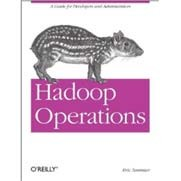 A Guide for Developers and Administrators
Hadoop
Operations
O'REILLY®
Eric Sammer